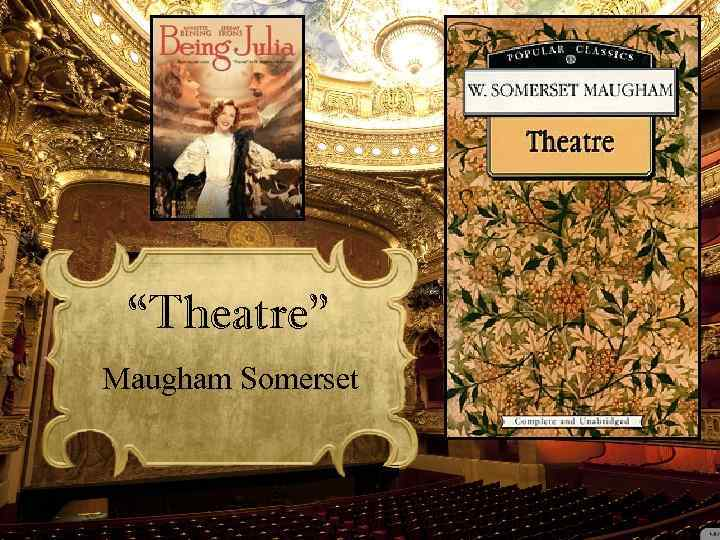 ANNETTE BENING JEREMY IRONS
Being Julia
POPULAR CLASSICS
W. SOMERSET MAUGHAM
Theatre
“Theatre”
Maugham Somerset
Complete and Unabridged